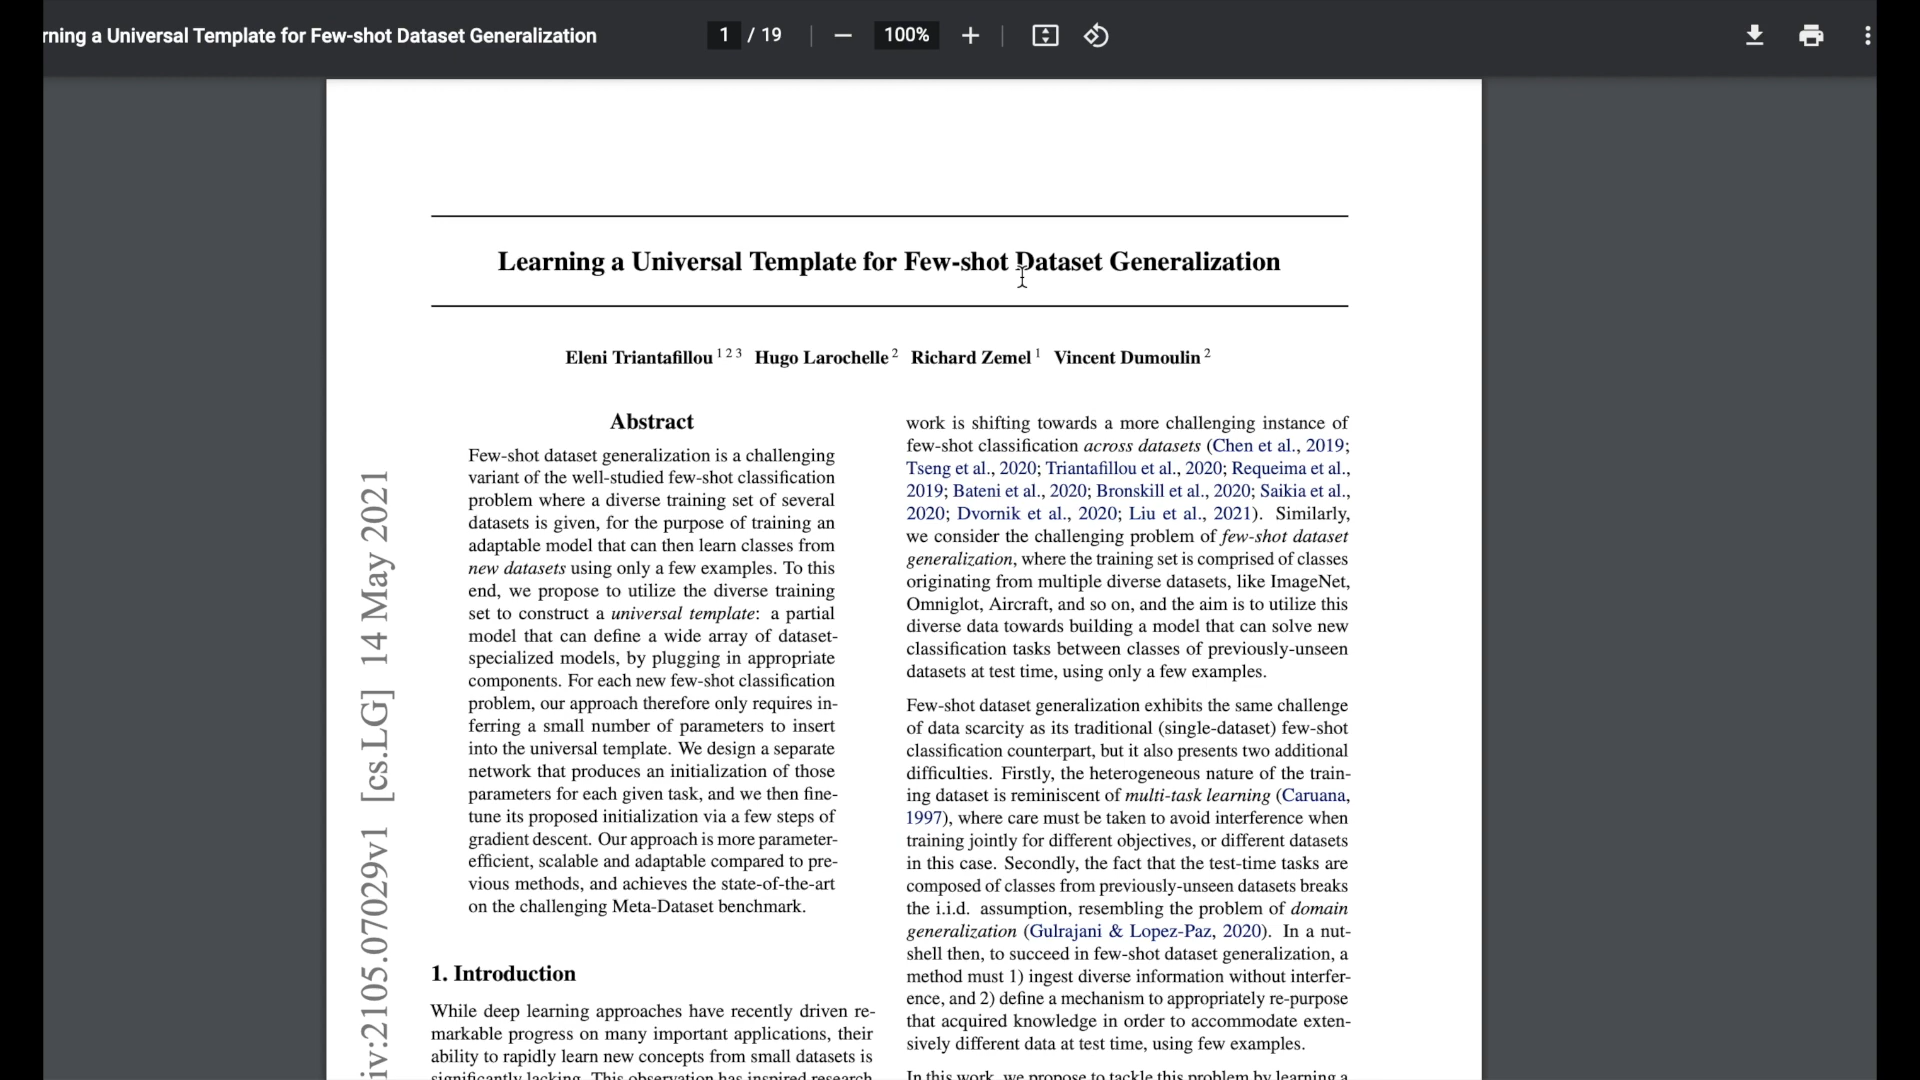 rning a Universal Template for Few-shot Dataset Generalization
1 / 19
100%
Learning a Universal Template for Few-shot Dataset Generalization
Eleni Triantafillou 1 2 3 Hugo Larochelle 2 Richard Zemel 1 Vincent Dumoulin 2
iv:2105.07029v1 [cs.LG] 14 May 2021
Abstract
Few-shot dataset generalization is a challenging
variant of the well-studied few-shot classification
problem where a diverse training set of several
datasets is given, for the purpose of training an
adaptable model that can then learn classes from
new datasets using only a few examples. To this
end, we propose to utilize the diverse training
set to construct a universal template: a partial
model that can define a wide array of dataset-
specialized models, by plugging in appropriate
components. For each new few-shot classification
problem, our approach therefore only requires in-
ferring a small number of parameters to insert
into the universal template. We design a separate
network that produces an initialization of those
parameters for each given task, and we then fine-
tune its proposed initialization via a few steps of
gradient descent. Our approach is more parameter-
efficient, scalable and adaptable compared to pre-
vious methods, and achieves the state-of-the-art
on the challenging Meta-Dataset benchmark.
1. Introduction
While deep learning approaches have recently driven re-
markable progress on many important applications, their
ability to rapidly learn new concepts from small datasets is
significantly lacking. This observation has inspired research
work is shifting towards a more challenging instance of
few-shot classification across datasets (Chen et al., 2019;
Tseng et al., 2020; Triantafillou et al., 2020; Requeima et al.,
2019; Bateni et al., 2020; Bronskill et al., 2020; Saikia et al.,
2020; Dvornik et al., 2020; Liu et al., 2021). Similarly,
we consider the challenging problem of few-shot dataset
generalization, where the training set is comprised of classes
originating from multiple diverse datasets, like ImageNet,
Omniglot, Aircraft, and so on, and the aim is to utilize this
diverse data towards building a model that can solve new
classification tasks between classes of previously-unseen
datasets at test time, using only a few examples.
Few-shot dataset generalization exhibits the same challenge
of data scarcity as its traditional (single-dataset) few-shot
classification counterpart, but it also presents two additional
difficulties. Firstly, the heterogeneous nature of the train-
ing dataset is reminiscent of multi-task learning (Caruana,
1997), where care must be taken to avoid interference when
training jointly for different objectives, or different datasets
in this case. Secondly, the fact that the test-time tasks are
composed of classes from previously-unseen datasets breaks
the i.i.d. assumption, resembling the problem of domain
generalization (Gulrajani & Lopez-Paz, 2020). In a nut-
shell then, to succeed in few-shot dataset generalization, a
method must 1) ingest diverse information without interfer-
ence, and 2) define a mechanism to appropriately re-purpose
that acquired knowledge in order to accommodate exten-
sively different data at test time, using few examples.
In this work, we propose to tackle this problem by learning a